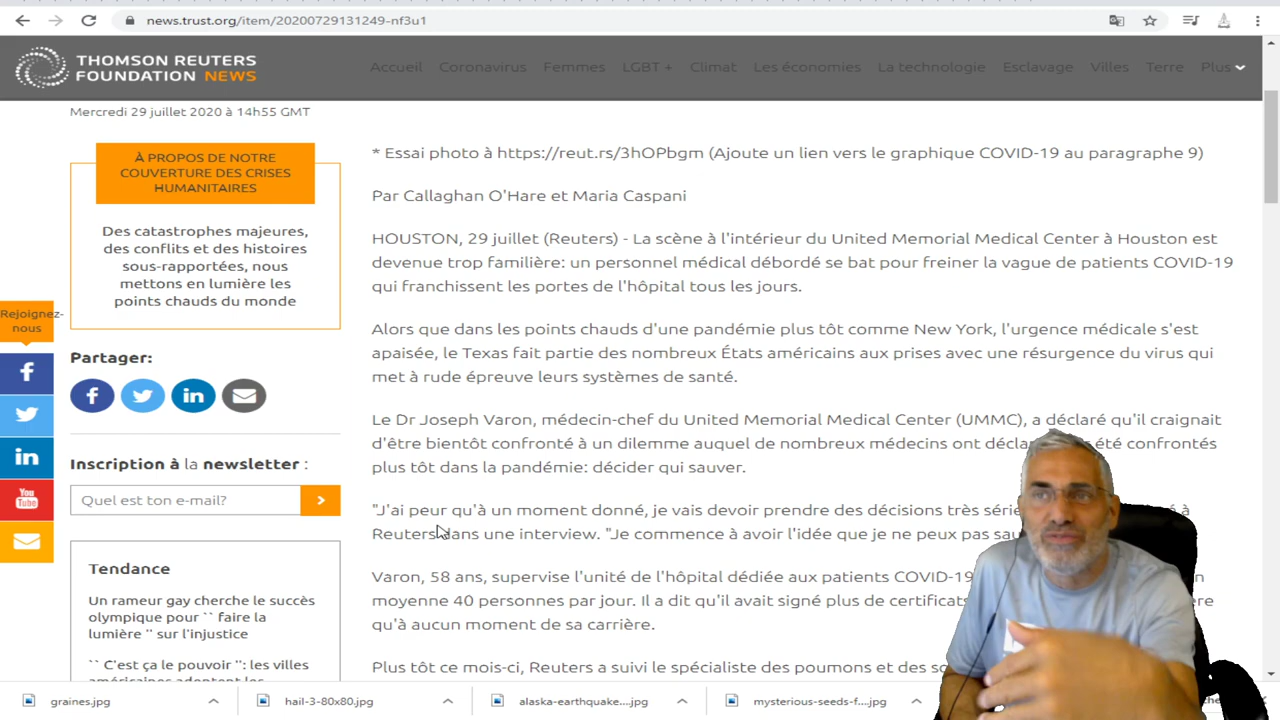 news.trust.org/item/20200729131249-nf3u1
THOMSON REUTERS
FOUNDATION NEWS
Accueil Coronavirus Femmes LGBT + Climat Les économies La technologie Esclavage Villes Terre Plus
Mercredi 29 juillet 2020 à 14h55 GMT
À PROPOS DE NOTRE
COUVERTURE DES CRISES
HUMANITAIRES
Des catastrophes majeures,
des conflits et des histoires
sous-rapportées, nous
mettons en lumière les
points chauds du monde
Rejoignez-
nous
Partager:
Inscription à la newsletter :
Quel est ton e-mail?
Tendance
Un rameur gay cherche le succès
olympique pour `` faire la
lumière '' sur l'injustice
`` C'est ça le pouvoir '': les villes
américaines adoptent les
* Essai photo à https://reut.rs/3hOPbgm (Ajoute un lien vers le graphique COVID-19 au paragraphe 9)
Par Callaghan O'Hare et Maria Caspani
HOUSTON, 29 juillet (Reuters) - La scène à l'intérieur du United Memorial Medical Center à Houston est
devenue trop familière: un personnel médical débordé se bat pour freiner la vague de patients COVID-19
qui franchissent les portes de l'hôpital tous les jours.
Alors que dans les points chauds d'une pandémie plus tôt comme New York, l'urgence médicale s'est
apaisée, le Texas fait partie des nombreux États américains aux prises avec une résurgence du virus qui
met à rude épreuve leurs systèmes de santé.
Le Dr Joseph Varon, médecin-chef du United Memorial Medical Center (UMMC), a déclaré qu'il craignait
d'être bientôt confronté à un dilemme auquel de nombreux médecins ont été confrontés
plus tôt dans la pandémie: décider qui sauver.
"J'ai peur qu'à un moment donné, je vais devoir prendre des décisions très à
Reuters dans une interview. "Je commence à avoir l'idée que je ne peux pas
Varon, 58 ans, supervise l'unité de l'hôpital dédiée aux patients COVID-19
moyenne 40 personnes par jour. Il a dit qu'il avait signé plus de
qu'à aucun moment de sa carrière.
Plus tôt ce mois-ci, Reuters a suivi le spécialiste des poumons et des
graines.jpg hail-3-80x80.jpg alaska-earthquake....jpg mysterious-seeds-f....jpg